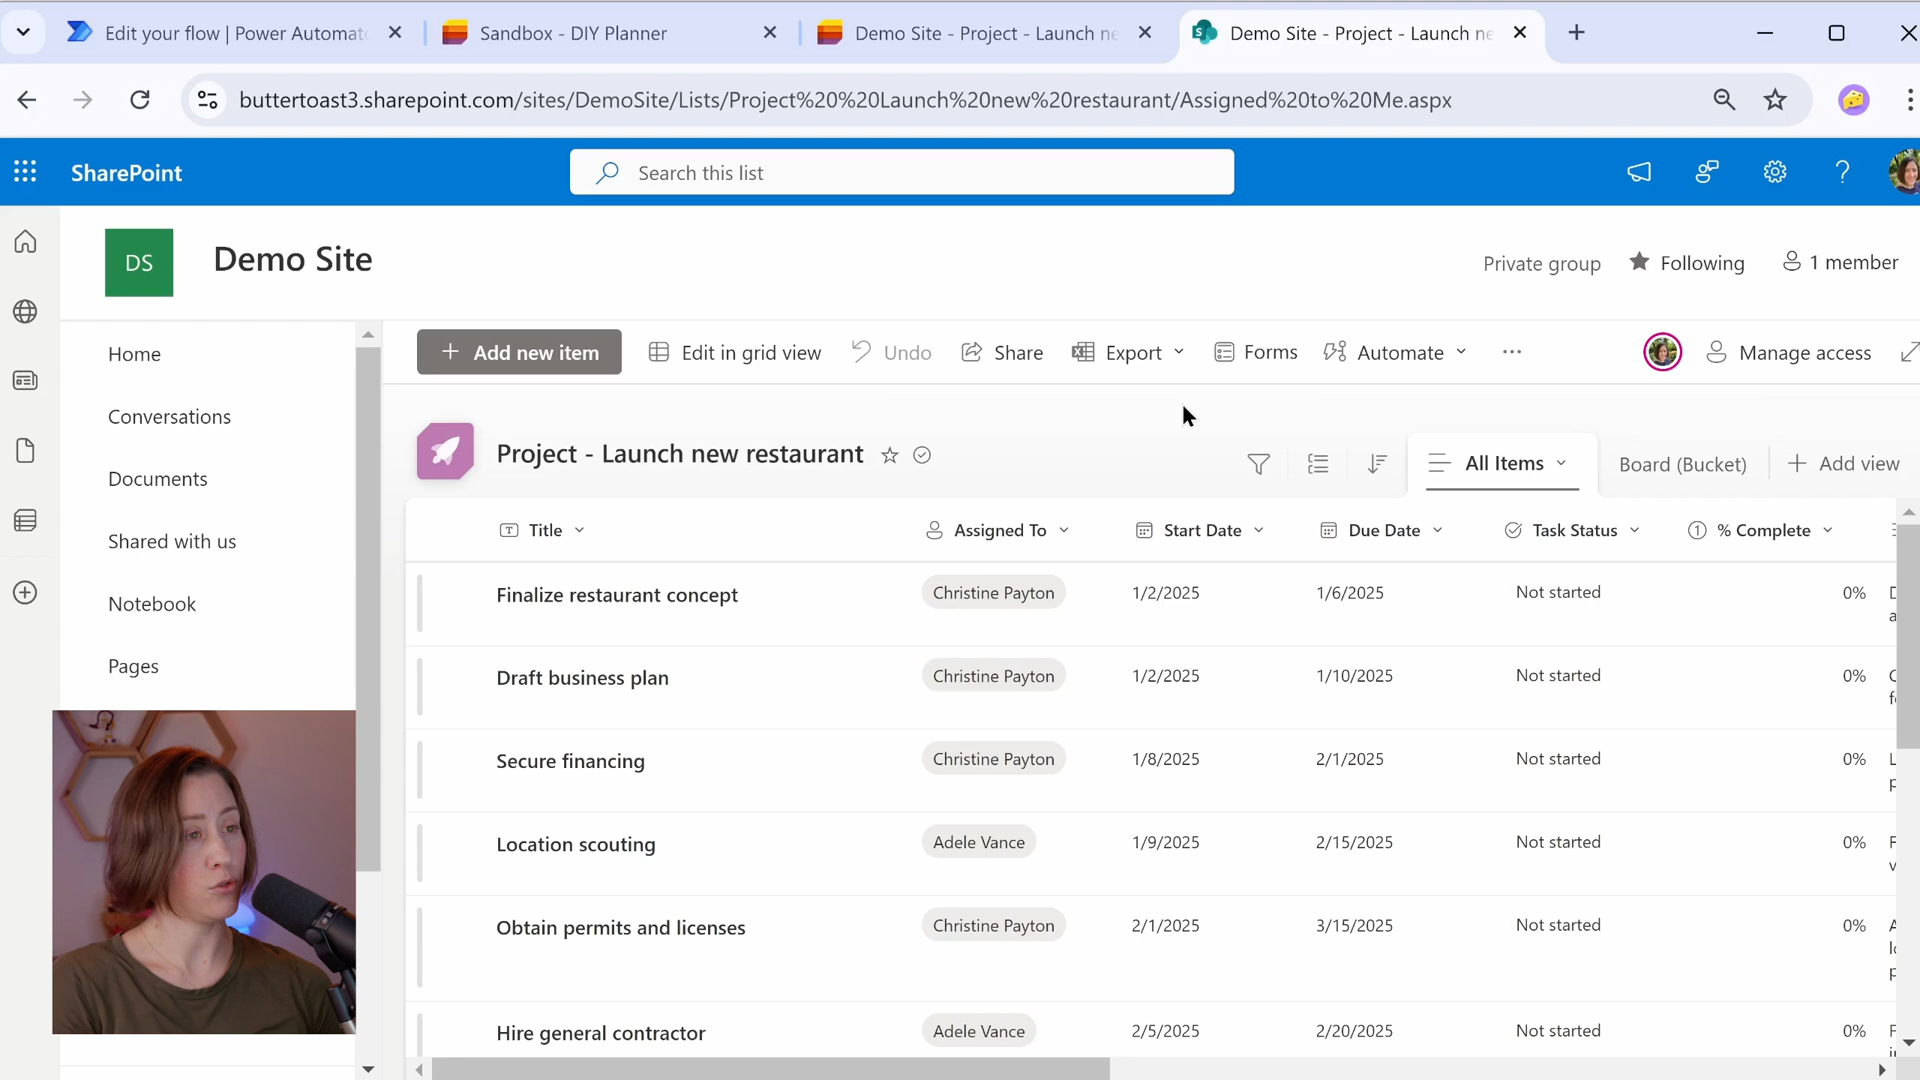 Edit your flow | Power Automate
Sandbox - DIY Planner
Demo Site - Project - Launch ne
Demo Site - Project - Launch ne
buttertoast3.sharepoint.com/sites/DemoSite/Lists/Project%20%20Launch%20new%20restaurant/Assigned%20to%20Me.aspx
SharePoint
Search this list
DS
Demo Site
Private group
Following
1 member
Home
Conversations
Documents
Shared with us
Notebook
Pages
+ Add new item
Edit in grid view
Undo
Share
Export
Forms
Automate
Manage access
Project - Launch new restaurant
All Items
Board (Bucket)
+ Add view
Title Assigned To Start Date Due Date Task Status % Complete
Finalize restaurant concept Christine Payton 1/2/2025 1/6/2025 Not started 0%
Draft business plan Christine Payton 1/2/2025 1/10/2025 Not started 0%
Secure financing Christine Payton 1/8/2025 2/1/2025 Not started 0%
Location scouting Adele Vance 1/9/2025 2/15/2025 Not started 0%
Obtain permits and licenses Christine Payton 2/1/2025 3/15/2025 Not started 0%
Hire general contractor Adele Vance 2/5/2025 2/20/2025 Not started 0%